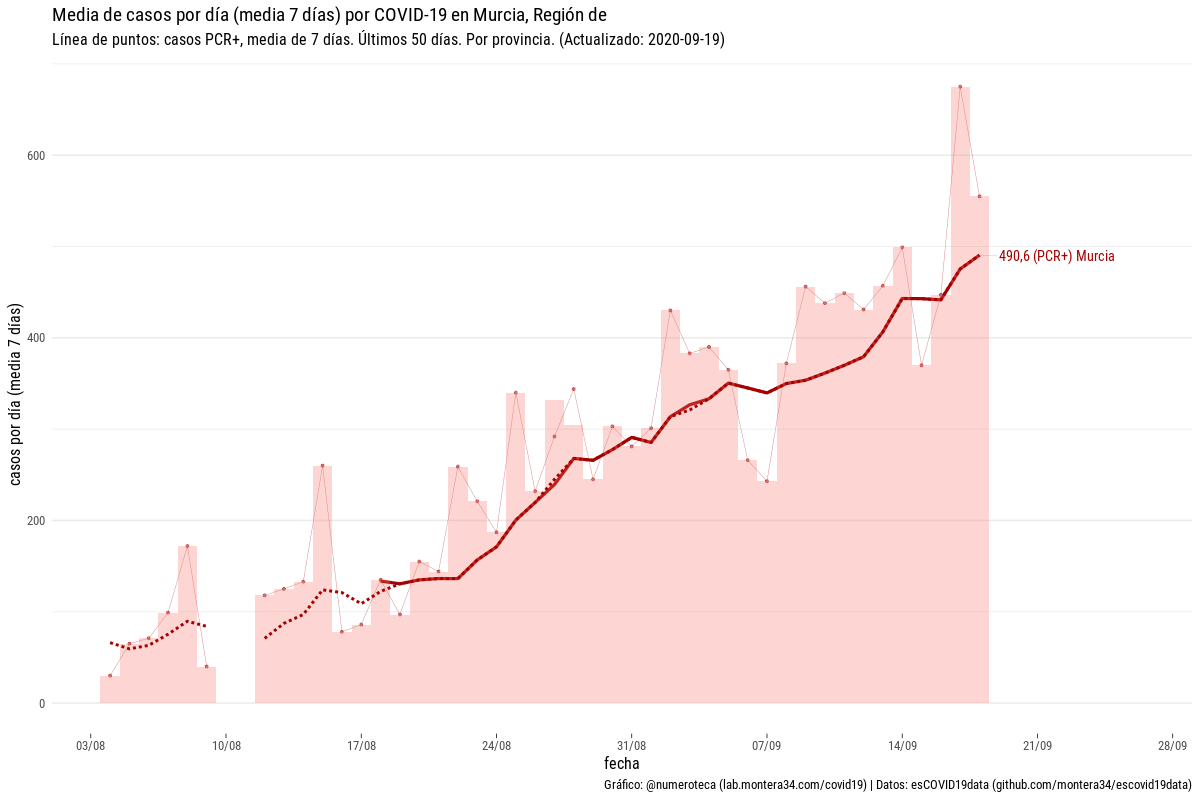 Media de casos por día (media 7 días) por COVID-19 en Murcia, Región de
Línea de puntos: casos PCR+, media de 7 días. Últimos 50 días. Por provincia. (Actualizado: 2020-09-19)
casos por día (media 7 días)
600
400
200
0
490,6 (PCR+) Murcia
03/08 10/08 17/08 24/08 31/08 07/09 14/09 21/09 28/09
fecha
Gráfico: @numeroteca (lab.montera34.com/covid19) | Datos: esCOVID19data (github.com/montera34/escovid19data)